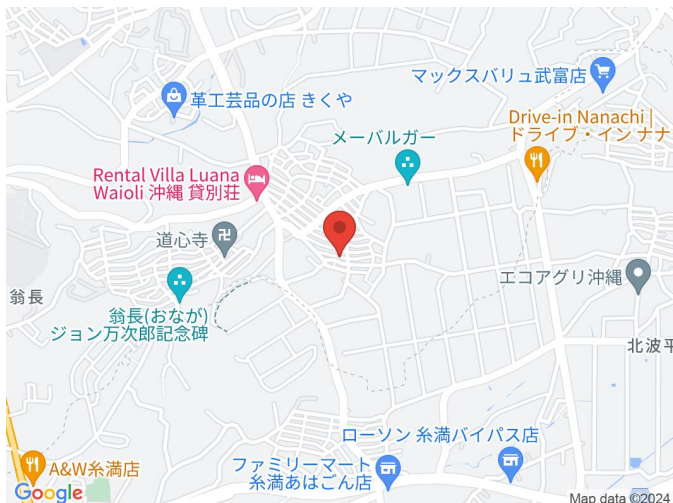 マックスバリュ武富店
革工芸品の店 きくや
Drive-in Nanachi |
ドライブ・イン ナナ
メーバルガー
Rental Villa Luana
Waioli 沖縄 貸別荘
道心寺
エコアグリ沖縄
翁長
翁長(おなが)
ジョン万次郎記念碑
北波平
ローソン 糸満バイパス店
ファミリーマート
糸満あはごん店
A&W糸満店
Google
Map data ©2024